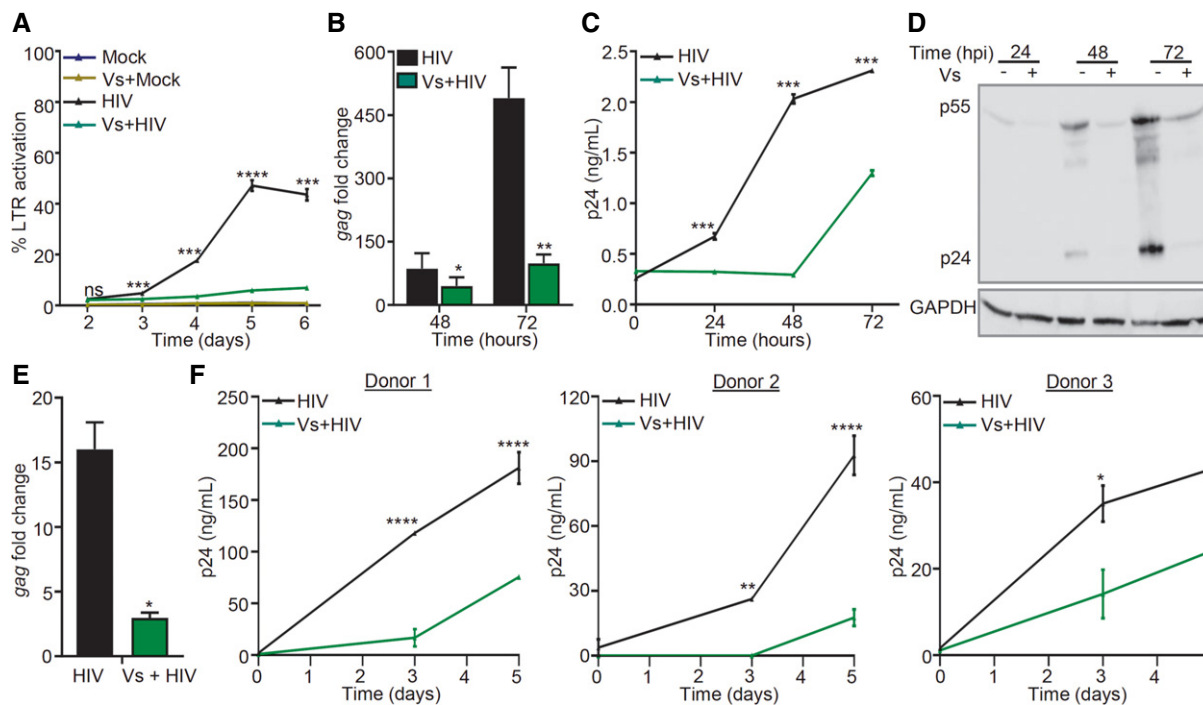 A
% LTR activation
100
80
60
40
20
0
Mock
Vs+Mock
HIV
Vs+HIV
ns
***
***
****
***
2 3 4 5 6
Time (days)
B
gag fold change
600
450
300
150
0
HIV
Vs+HIV
*
**
48 72
Time (hours)
C
p24 (ng/mL)
2.5
2.0
1.5
1.0
0.5
0.0
HIV
Vs+HIV
***
***
***
0 24 48 72
Time (hours)
D
Time (hpi) 24 48 72
Vs - + - + - +
p55
p24
GAPDH
E
gag fold change
20
15
10
5
0
*
HIV Vs + HIV
F
Donor 1
p24 (ng/mL)
250
200
150
100
50
0
HIV
Vs+HIV
****
****
0 1 2 3 4 5
Time (days)
Donor 2
p24 (ng/mL)
120
90
60
30
0
HIV
Vs+HIV
**
****
0 1 2 3 4 5
Time (days)
Donor 3
p24 (ng/mL)
60
40
20
0
HIV
Vs+HIV
*
0 1 2 3 4
Time (days)